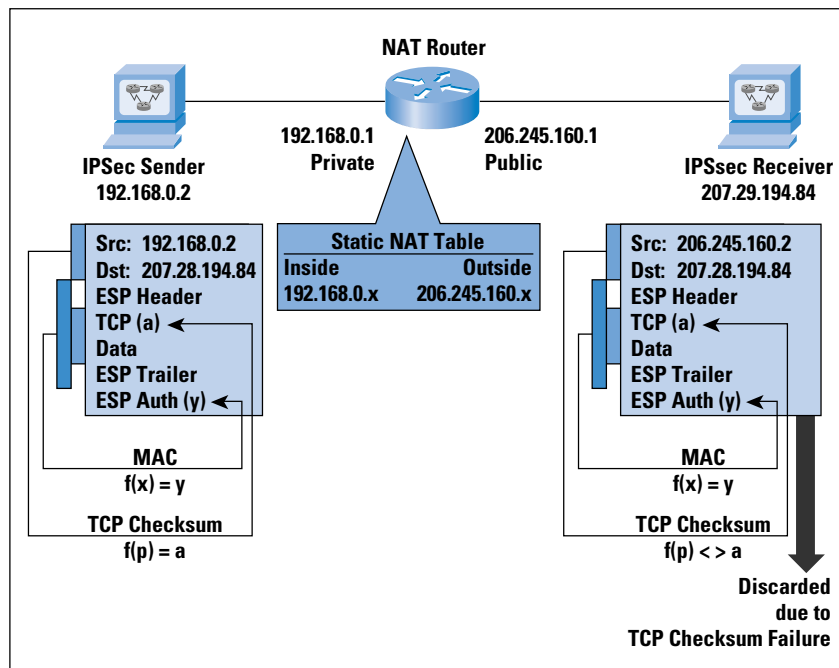 NAT Router
IPSec Sender
192.168.0.2
192.168.0.1
Private
206.245.160.1
Public
IPSsec Receiver
207.29.194.84
Static NAT Table
Inside Outside
192.168.0.x 206.245.160.x
Src: 192.168.0.2
Dst: 207.28.194.84
ESP Header
TCP (a)
Data
ESP Trailer
ESP Auth (y)
MAC
f(x) = y
TCP Checksum
f(p) = a
Src: 206.245.160.2
Dst: 207.28.194.84
ESP Header
TCP (a)
Data
ESP Trailer
ESP Auth (y)
MAC
f(x) = y
TCP Checksum
f(p) < > a
Discarded
due to
TCP Checksum Failure